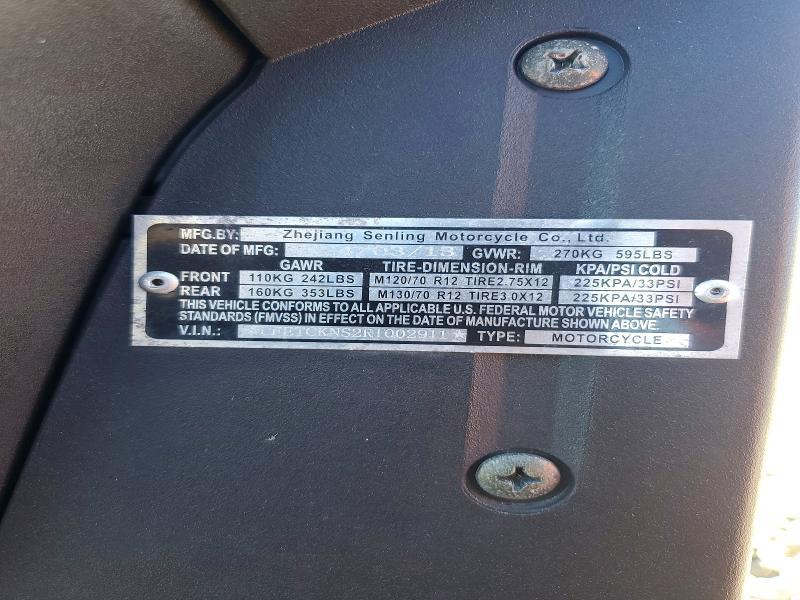 MFG.BY: Zhejiang Senling Motorcycle Co., Ltd.
DATE OF MFG: 03/18 GVWR: 270KG 595LBS
GAWR TIRE-DIMENSION-RIM KPA/PSI COLD
FRONT 110KG 242LBS M120/70 R12 TIRE2.75X12 225KPA/33PSI
REAR 160KG 353LBS M130/70 R12 TIRE3.0X12 225KPA/33PSI
THIS VEHICLE CONFORMS TO ALL APPLICABLE U.S. FEDERAL MOTOR VEHICLE SAFETY
STANDARDS (FMVSS) IN EFFECT ON THE DATE OF MANUFACTURE SHOWN ABOVE.
V.I.N.: TYPE: MOTORCYCLE